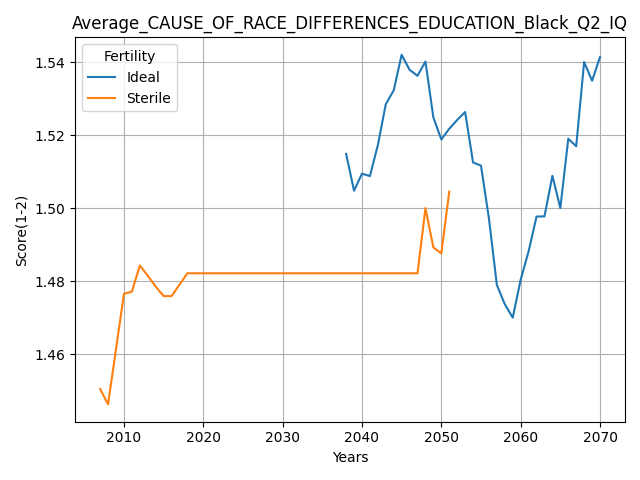 Average_CAUSE_OF_RACE_DIFFERENCES_EDUCATION_Black_Q2_IQ
Fertility
Ideal
Sterile
Score(1-2)
1.54
1.52
1.50
1.48
1.46
2010 2020 2030 2040 2050 2060 2070
Years